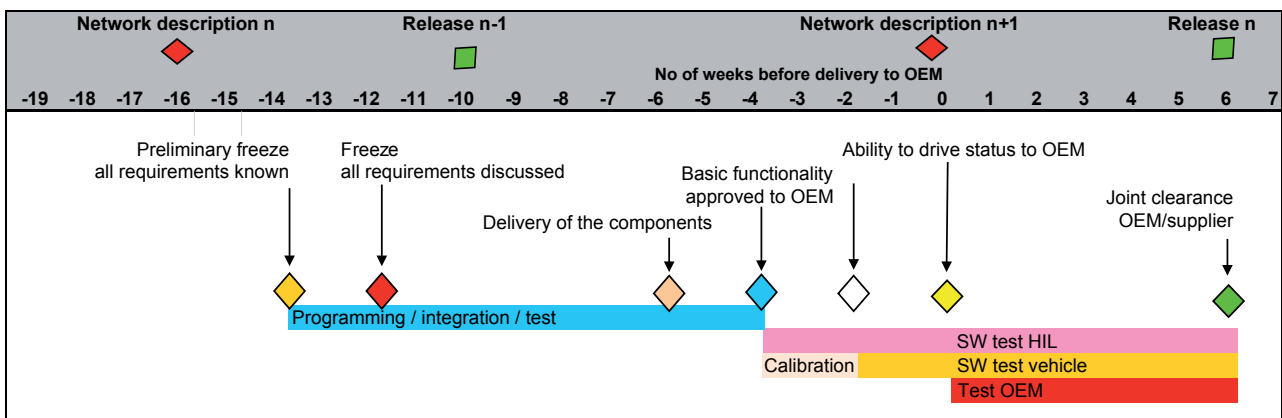 Network description n Release n-1 Network description n+1 Release n
No of weeks before delivery to OEM
-19 -18 -17 -16 -15 -14 -13 -12 -11 -10 -9 -8 -7 -6 -5 -4 -3 -2 -1 0 1 2 3 4 5 6 7
Preliminary freeze
all requirements known
Freeze
all requirements discussed
Delivery of the components
Basic functionality
approved to OEM
Ability to drive status to OEM
Joint clearance
OEM/supplier
Programming / integration / test
SW test HIL
Calibration
SW test vehicle
Test OEM